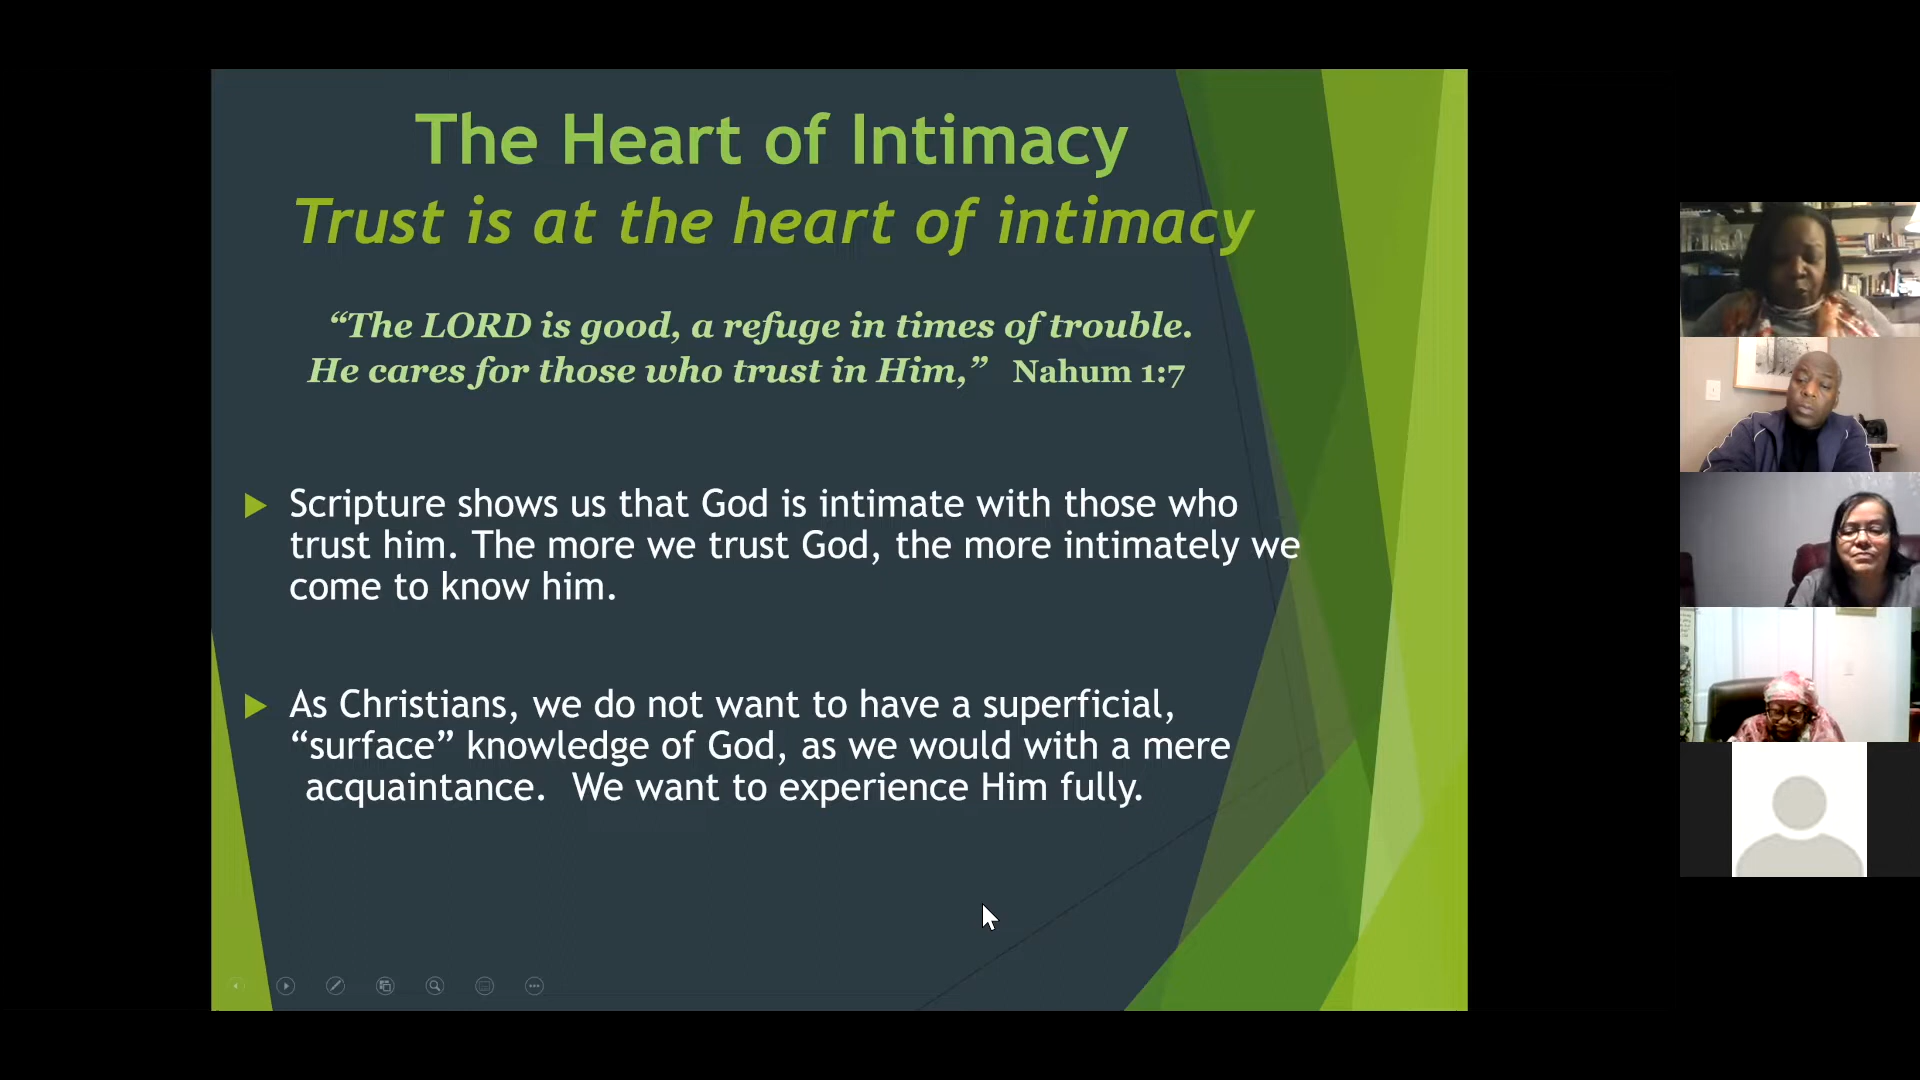 The Heart of Intimacy
Trust is at the heart of intimacy
“The LORD is good, a refuge in times of trouble.
He cares for those who trust in Him,” Nahum 1:7
Scripture shows us that God is intimate with those who
trust him. The more we trust God, the more intimately we
come to know him.
As Christians, we do not want to have a superficial,
“surface” knowledge of God, as we would with a mere
acquaintance. We want to experience Him fully.